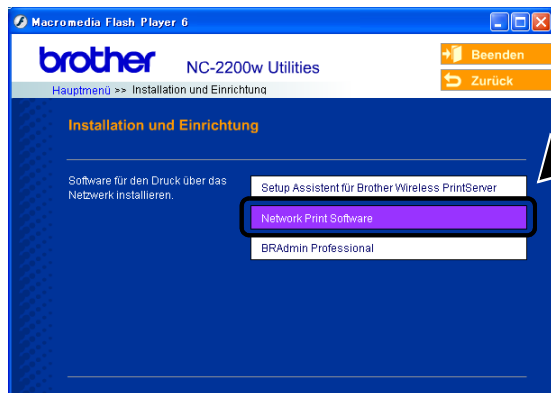 Macromedia Flash Player 6
brother NC-2200w Utilities
Beenden
Zurück
Hauptmenü >> Installation und Einrichtung
Installation und Einrichtung
Software für den Druck über das
Netzwerk installieren.
Setup Assistent für Brother Wireless PrintServer
Network Print Software
BRAdmin Professional